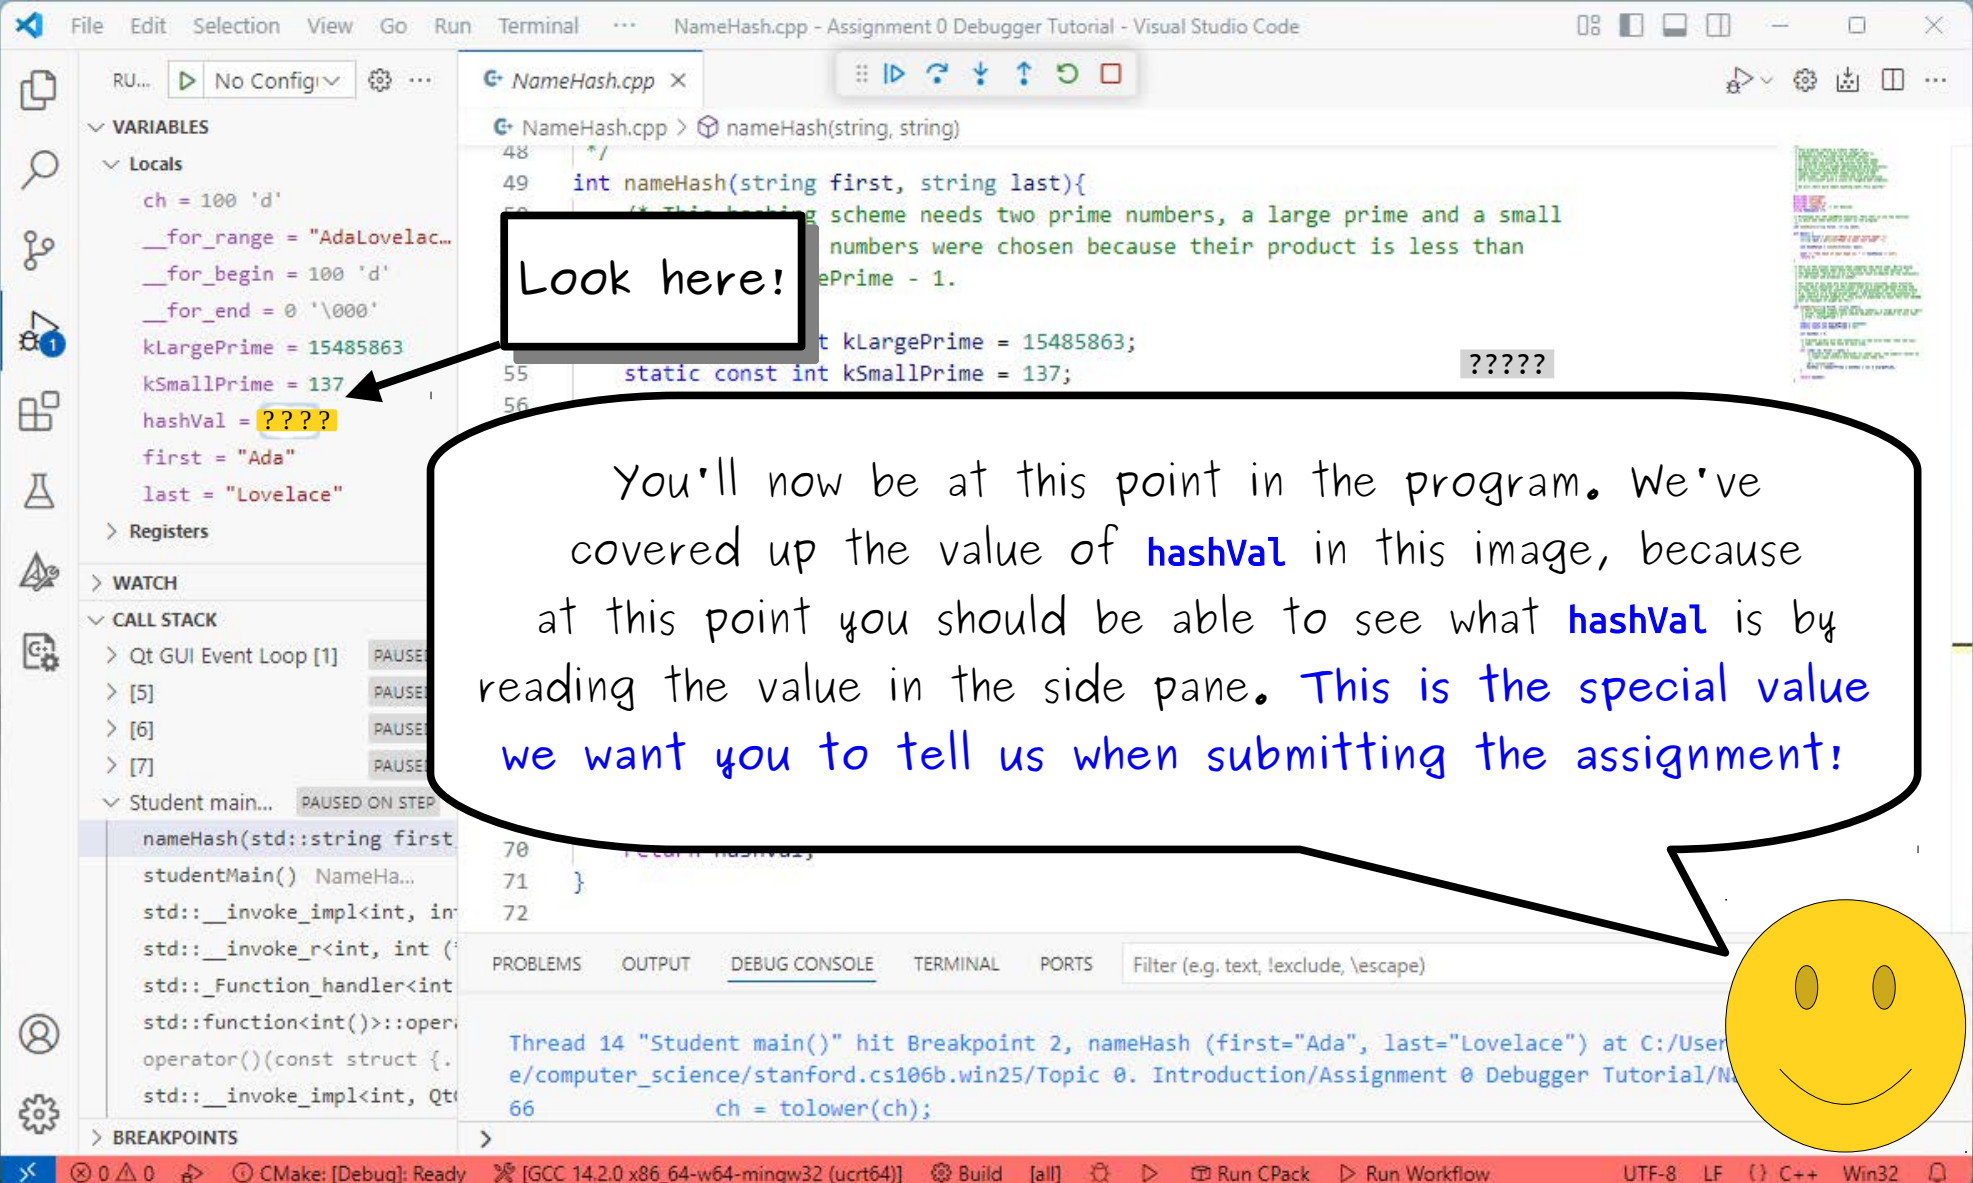 File Edit Selection View Go Run Terminal ··· NameHash.cpp - Assignment 0 Debugger Tutorial - Visual Studio Code
RU... No Config ···
NameHash.cpp
NameHash.cpp > nameHash(string, string)
VARIABLES
Locals
ch = 100 'd'
__for_range = "AdaLovelac…
__for_begin = 100 'd'
__for_end = 0 '\000'
kLargePrime = 15485863
kSmallPrime = 137
hashVal = ????
first = "Ada"
last = "Lovelace"
Registers
WATCH
CALL STACK
Qt GUI Event Loop [1]
[5]
[6]
[7]
Student main... PAUSED ON STEP
nameHash(std::string first
studentMain() NameHa...
std::__invoke_impl<int, in
std::__invoke_r<int, int (
std::_Function_handler<int
std::function<int()>::oper
operator()(const struct {.
std::__invoke_impl<int, Qt
BREAKPOINTS
48 */
49 int nameHash(string first, string last){
scheme needs two prime numbers, a large prime and a small
numbers were chosen because their product is less than
ePrime - 1.
t kLargePrime = 15485863;
55 static const int kSmallPrime = 137;
56
Look here!
?????
You'll now be at this point in the program. We've
covered up the value of hashVal in this image, because
at this point you should be able to see what hashVal is by
reading the value in the side pane. This is the special value
we want you to tell us when submitting the assignment!
70 return hashVal;
71 }
72
PROBLEMS OUTPUT DEBUG CONSOLE TERMINAL PORTS Filter (e.g. text, !exclude, \escape)
Thread 14 "Student main()" hit Breakpoint 2, nameHash (first="Ada", last="Lovelace") at C:/User
e/computer_science/stanford.cs106b.win25/Topic 0. Introduction/Assignment 0 Debugger Tutorial/N
66 ch = tolower(ch);
0 0 CMake: [Debug]: Ready [GCC 14.2.0 x86_64-w64-mingw32 (ucrt64)] Build [all] Run CPack Run Workflow UTF-8 LF {} C++ Win32